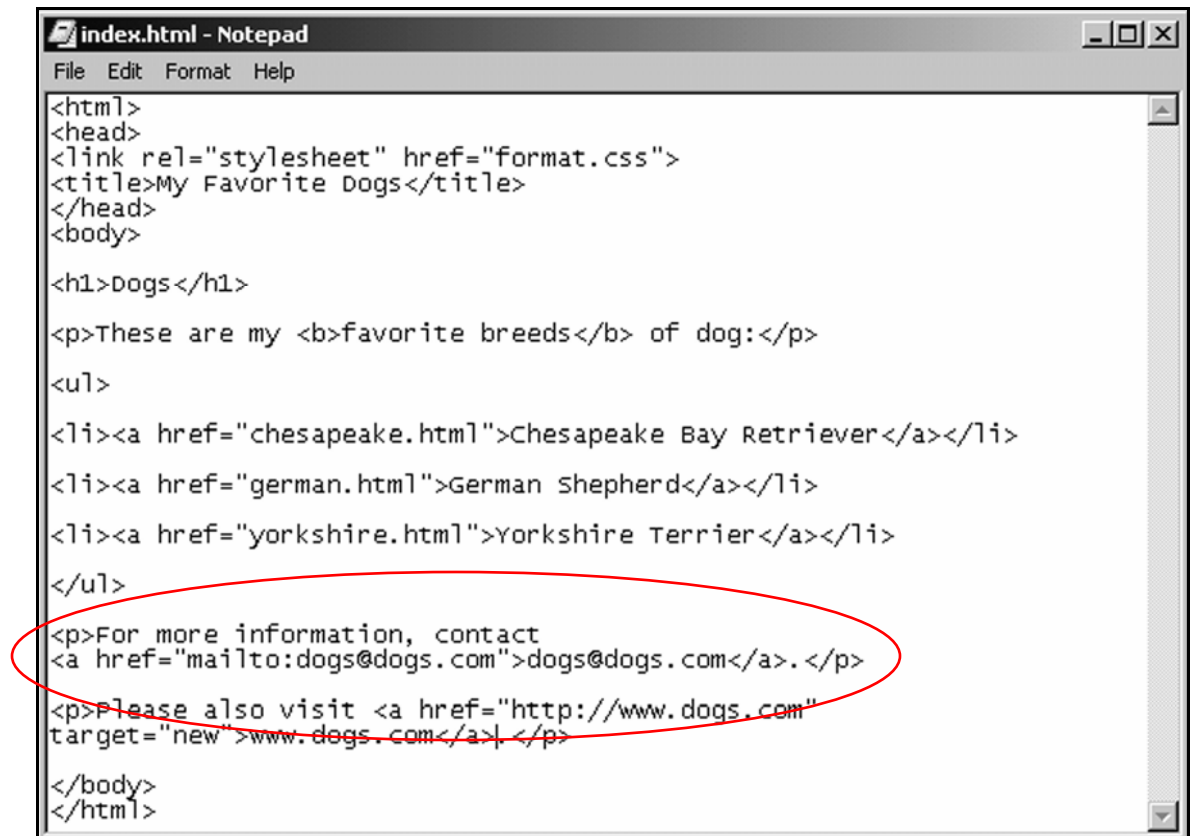 index.html - Notepad
File Edit Format Help
<html>
<head>
<link rel="stylesheet" href="format.css">
<title>My Favorite Dogs</title>
</head>
<body>
<h1>Dogs</h1>
<p>These are my <b>favorite breeds</b> of dog:</p>
<ul>
<li><a href="chesapeake.html">Chesapeake Bay Retriever</a></li>
<li><a href="german.html">German Shepherd</a></li>
<li><a href="yorkshire.html">Yorkshire Terrier</a></li>
</ul>
<p>For more information, contact
<a href="mailto:dogs@dogs.com">dogs@dogs.com</a>.</p>
<p>Please also visit <a href="http://www.dogs.com"
target="new">www.dogs.com</a>.</p>
</body>
</html>